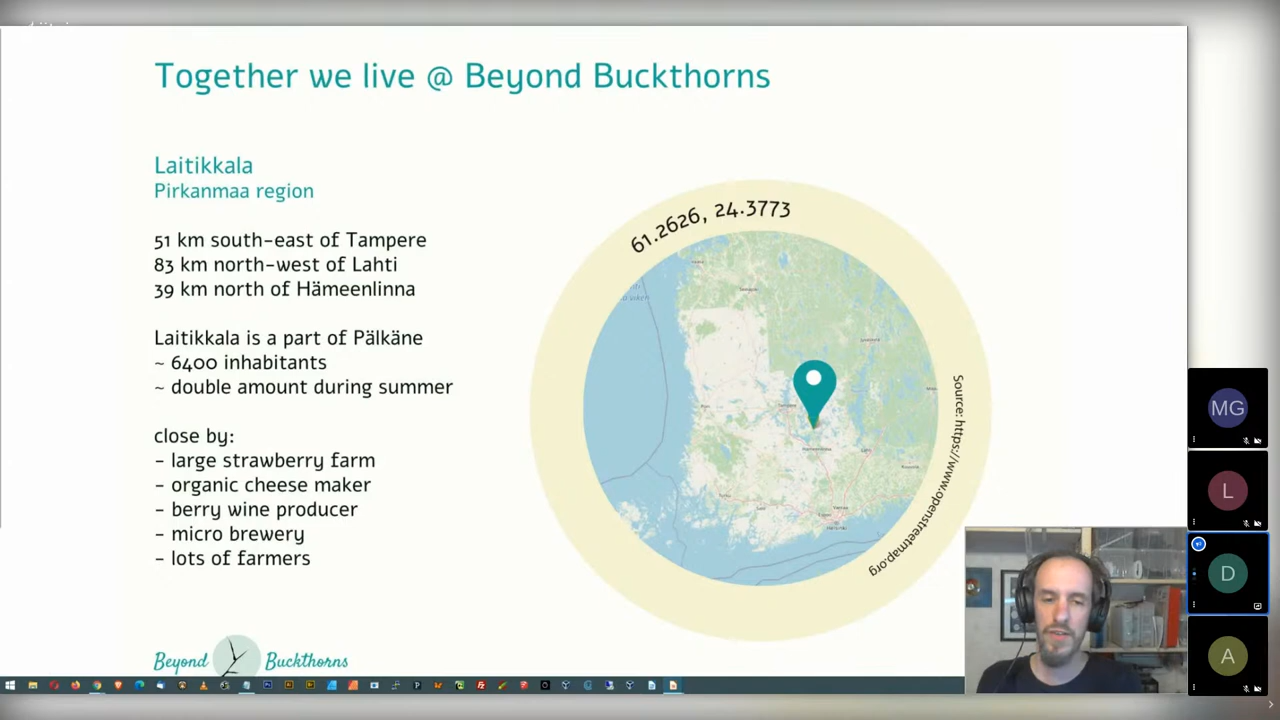 Together we live @ Beyond Buckthorns
Laitikkala
Pirkanmaa region
51 km south-east of Tampere
83 km north-west of Lahti
39 km north of Hämeenlinna
Laitikkala is a part of Pälkäne
~ 6400 inhabitants
~ double amount during summer
close by:
- large strawberry farm
- organic cheese maker
- berry wine producer
- micro brewery
- lots of farmers
61.2626, 24.3773
Source: https://www.openstreetmap.org
Beyond Buckthorns
MG
L
D
A